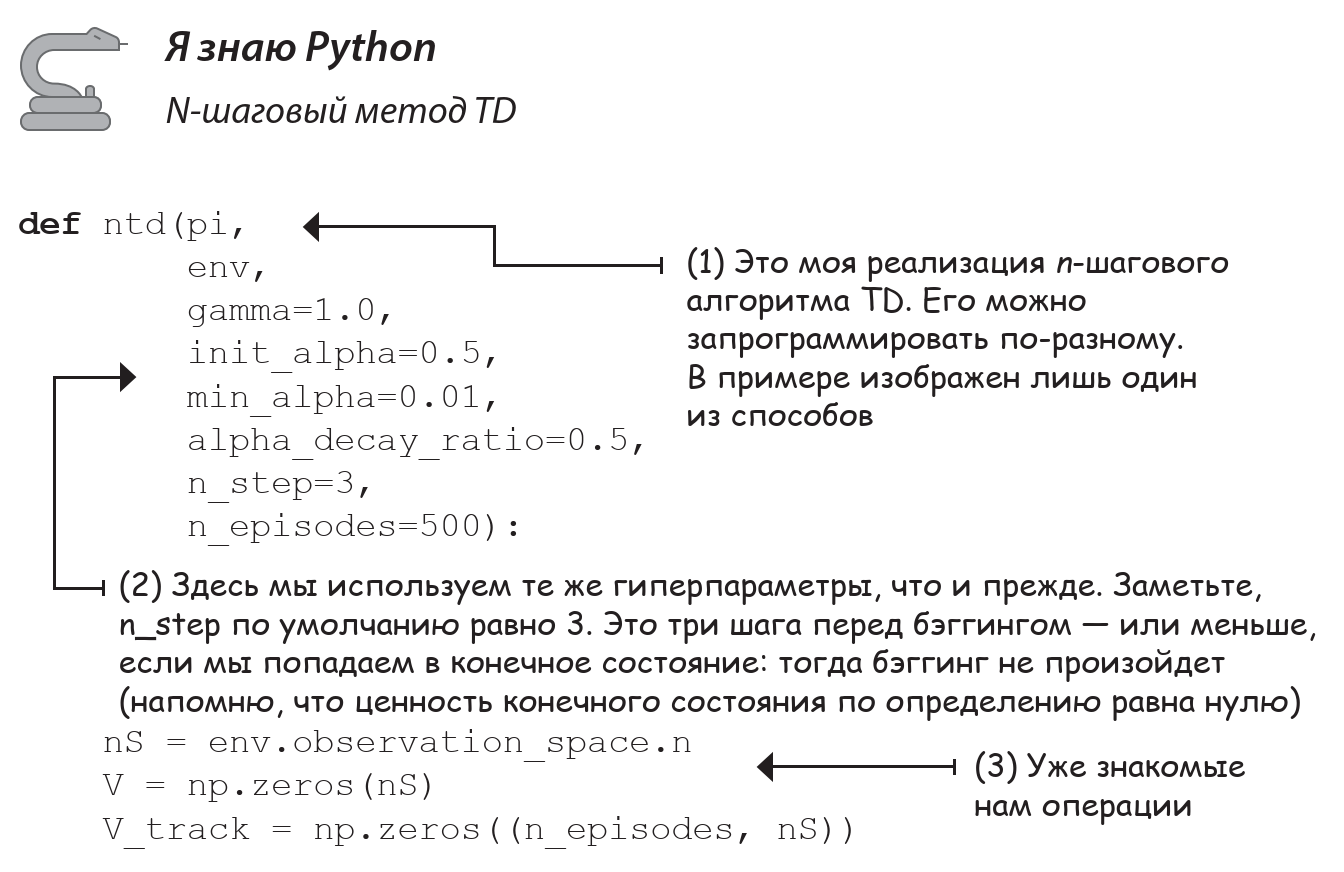 Я знаю Python
N-шаговый метод TD
def ntd(pi,
env,
gamma=1.0,
init_alpha=0.5,
min_alpha=0.01,
alpha_decay_ratio=0.5,
n_step=3,
n_episodes=500):
(1) Это моя реализация n-шагового
алгоритма TD. Его можно
запрограммировать по-разному.
В примере изображен лишь один
из способов
(2) Здесь мы используем те же гиперпараметры, что и прежде. Заметьте,
n_step по умолчанию равно 3. Это три шага перед бэггингом — или меньше,
если мы попадаем в конечное состояние: тогда бэггинг не произойдет
(напомню, что ценность конечного состояния по определению равна нулю)
nS = env.observation_space.n
V = np.zeros(nS)
V_track = np.zeros((n_episodes, nS))
(3) Уже знакомые
нам операции